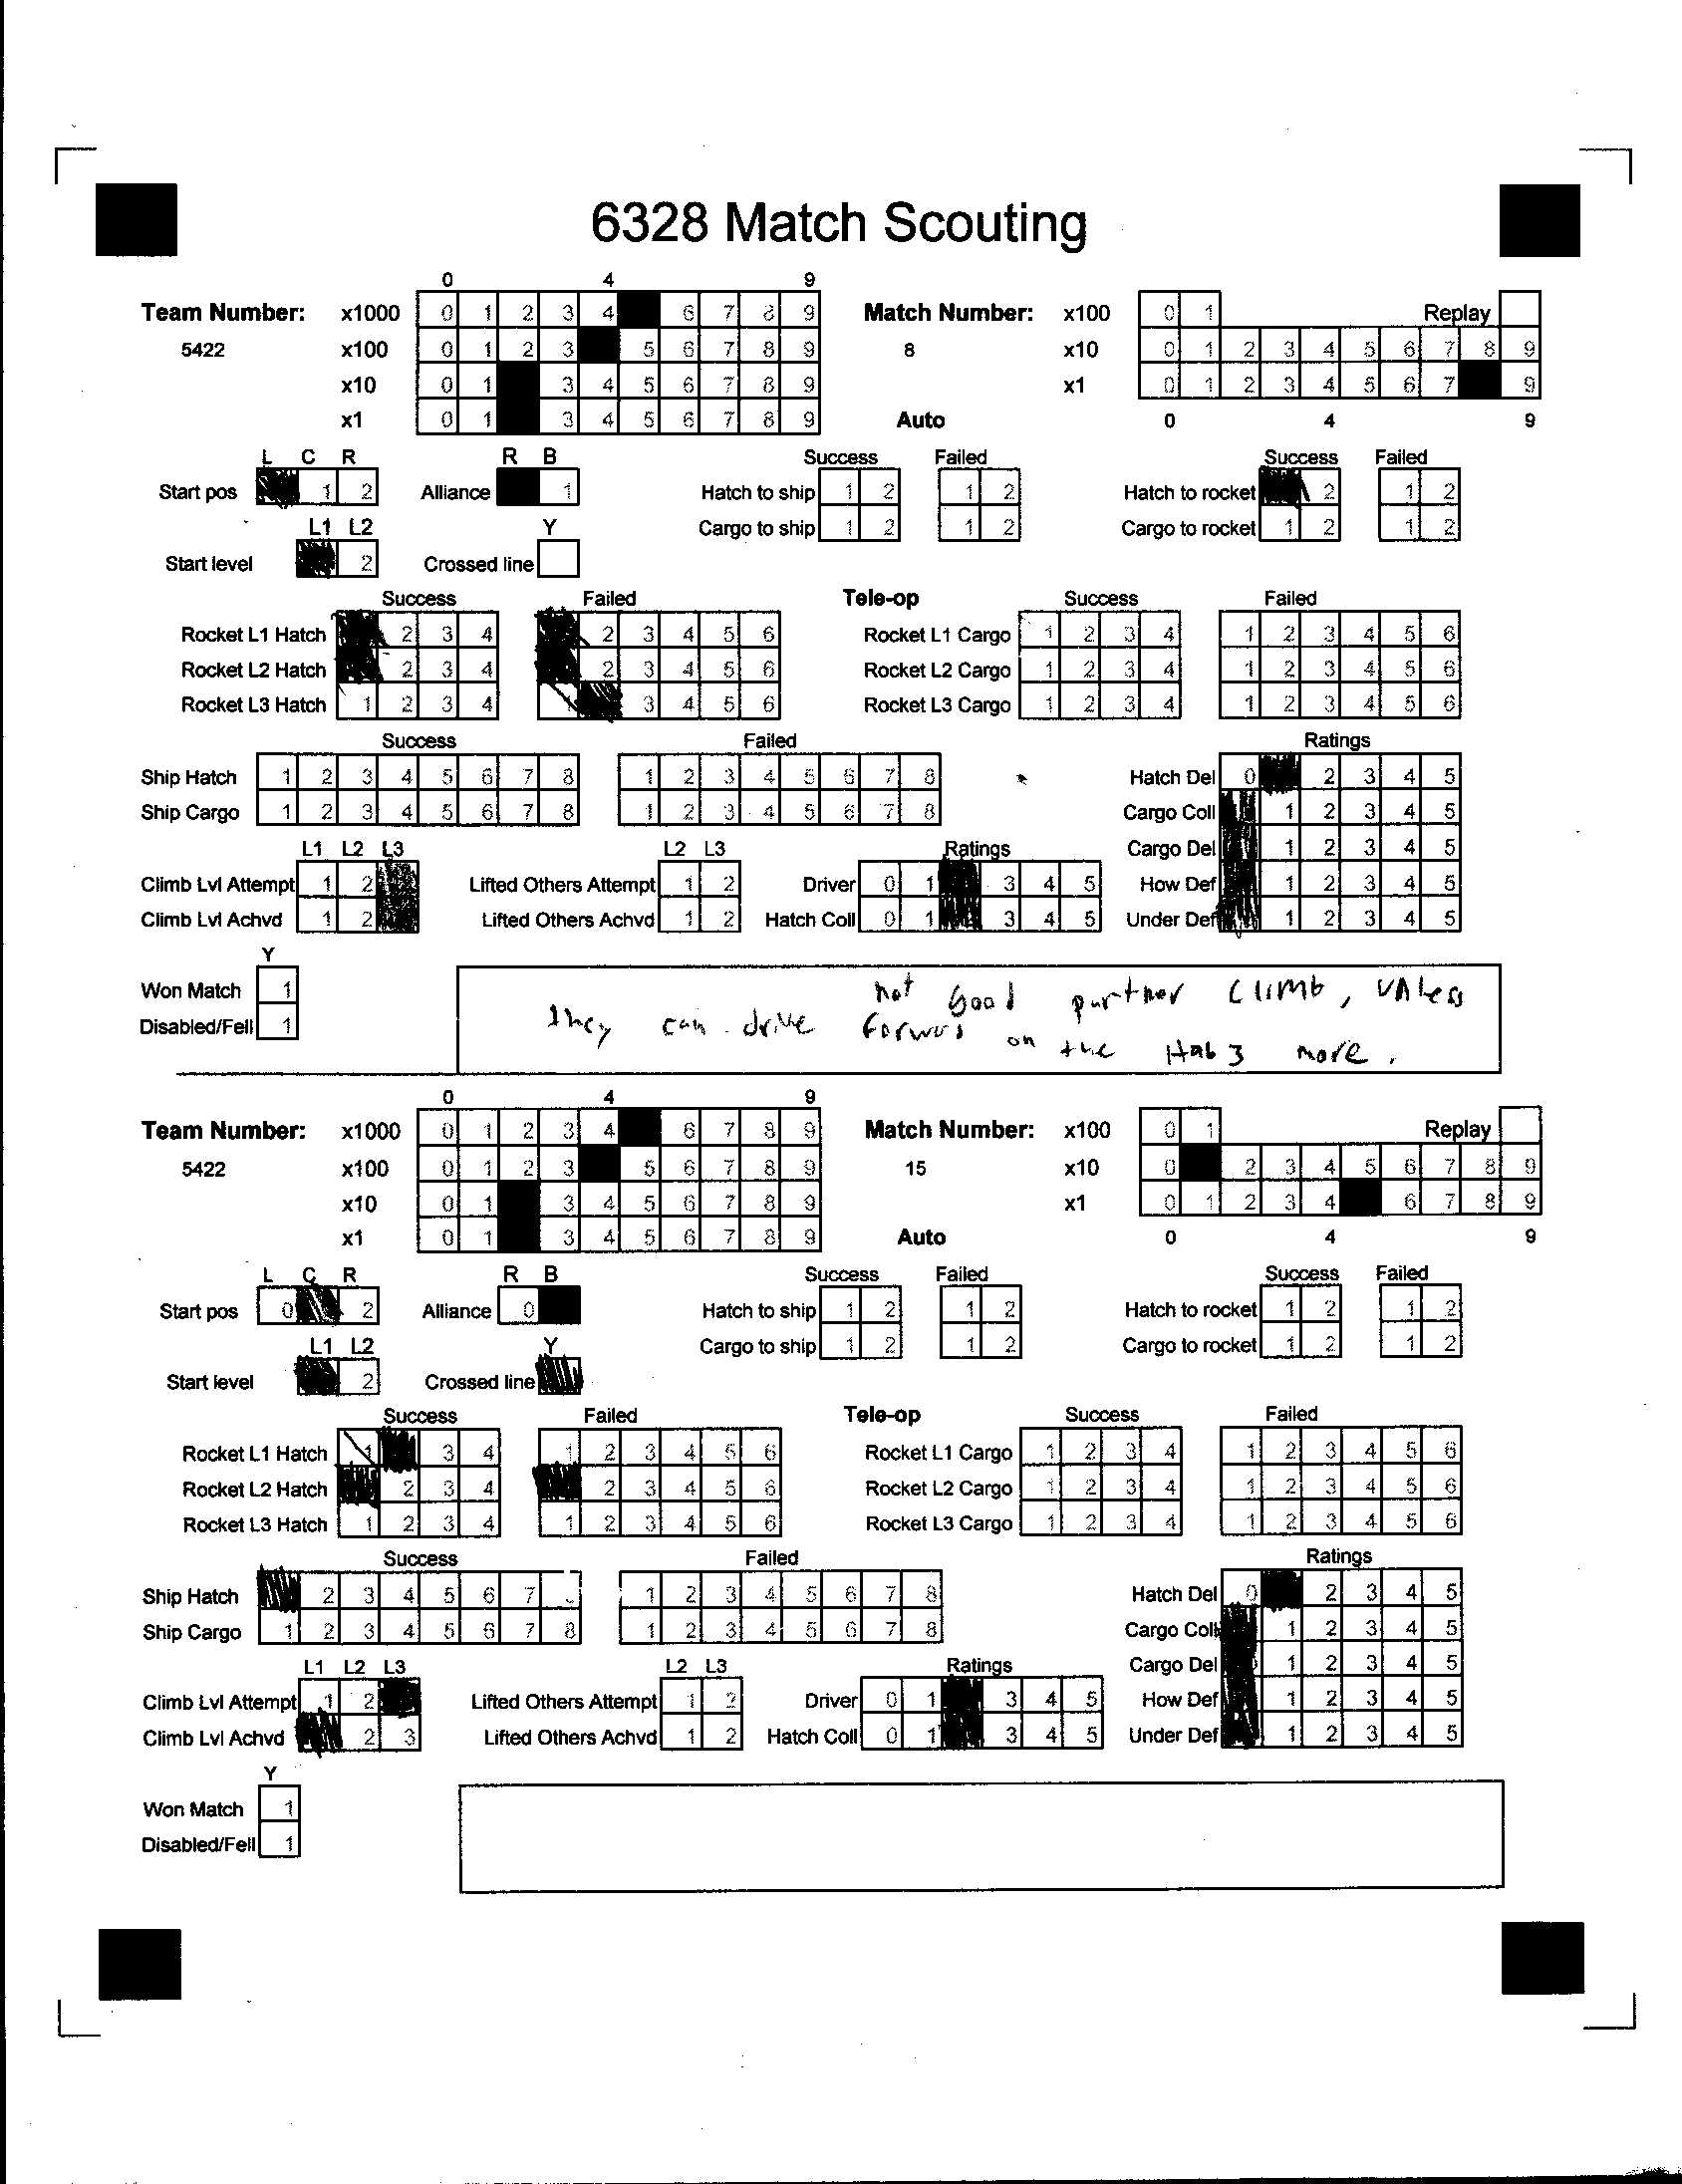 6328 Match Scouting
0 4 9
Team Number: x1000 0 1 2 3 4 6 7 8 9 Match Number: x100 0 1 Replay
5422 x100 0 1 2 3 5 6 7 8 9 8 x10 0 1 2 3 4 5 6 7 8 9
x10 0 1 3 4 5 6 7 8 9 x1 0 1 2 3 4 5 6 7 9
x1 0 1 3 4 5 6 7 8 9 Auto 0 4 9
L C R R B Success Failed Success Failed
Start pos 1 2 Alliance 1 Hatch to ship 1 2 1 2 Hatch to rocket 2 1 2
L1 L2 Y Cargo to ship 1 2 1 2 Cargo to rocket 1 2 1 2
Start level 2 Crossed line
Success Failed Tele-op Success Failed
Rocket L1 Hatch 2 3 4 2 3 4 5 6 Rocket L1 Cargo 1 2 3 4 1 2 3 4 5 6
Rocket L2 Hatch 2 3 4 2 3 4 5 6 Rocket L2 Cargo 1 2 3 4 1 2 3 4 5 6
Rocket L3 Hatch 1 2 3 4 3 4 5 6 Rocket L3 Cargo 1 2 3 4 1 2 3 4 5 6
Success Failed Ratings
Ship Hatch 1 2 3 4 5 6 7 8 1 2 3 4 5 6 7 8 Hatch Del 0 2 3 4 5
Ship Cargo 1 2 3 4 5 6 7 8 1 2 3 4 5 6 7 8 Cargo Coll 1 2 3 4 5
L1 L2 L3 L2 L3 Ratings Cargo Del 1 2 3 4 5
Climb Lvl Attempt 1 2 Lifted Others Attempt 1 2 Driver 0 1 3 4 5 How Def 1 2 3 4 5
Climb Lvl Achvd 1 2 Lifted Others Achvd 1 2 Hatch Coll 0 1 3 4 5 Under Def 1 2 3 4 5
Y
Won Match 1 not good partner climb, unless
Disabled/Fell 1 they can drive forward on the Hab 3 more.
0 4 9
Team Number: x1000 0 1 2 3 4 6 7 8 9 Match Number: x100 0 1 Replay
5422 x100 0 1 2 3 5 6 7 8 9 15 x10 0 2 3 4 5 6 7 8 9
x10 0 1 3 4 5 6 7 8 9 x1 0 1 2 3 4 6 7 8 9
x1 0 1 3 4 5 6 7 8 9 Auto 0 4 9
L C R R B Success Failed Success Failed
Start pos 0 2 Alliance 0 Hatch to ship 1 2 1 2 Hatch to rocket 1 2 1 2
L1 L2 Y Cargo to ship 1 2 1 2 Cargo to rocket 1 2 1 2
Start level 2 Crossed line
Success Failed Tele-op Success Failed
Rocket L1 Hatch 1 3 4 1 2 3 4 5 6 Rocket L1 Cargo 1 2 3 4 1 2 3 4 5 6
Rocket L2 Hatch 2 3 4 2 3 4 5 6 Rocket L2 Cargo 1 2 3 4 1 2 3 4 5 6
Rocket L3 Hatch 1 2 3 4 1 2 3 4 5 6 Rocket L3 Cargo 1 2 3 4 1 2 3 4 5 6
Success Failed Ratings
Ship Hatch 2 3 4 5 6 7 1 2 3 4 5 6 7 8 Hatch Del 0 2 3 4 5
Ship Cargo 1 2 3 4 5 6 7 8 1 2 3 4 5 6 7 8 Cargo Coll 1 2 3 4 5
L1 L2 L3 L2 L3 Ratings Cargo Del 1 2 3 4 5
Climb Lvl Attempt 1 2 Lifted Others Attempt 1 2 Driver 0 1 3 4 5 How Def 1 2 3 4 5
Climb Lvl Achvd 2 3 Lifted Others Achvd 1 2 Hatch Coll 0 1 3 4 5 Under Def 1 2 3 4 5
Y
Won Match 1
Disabled/Fell 1